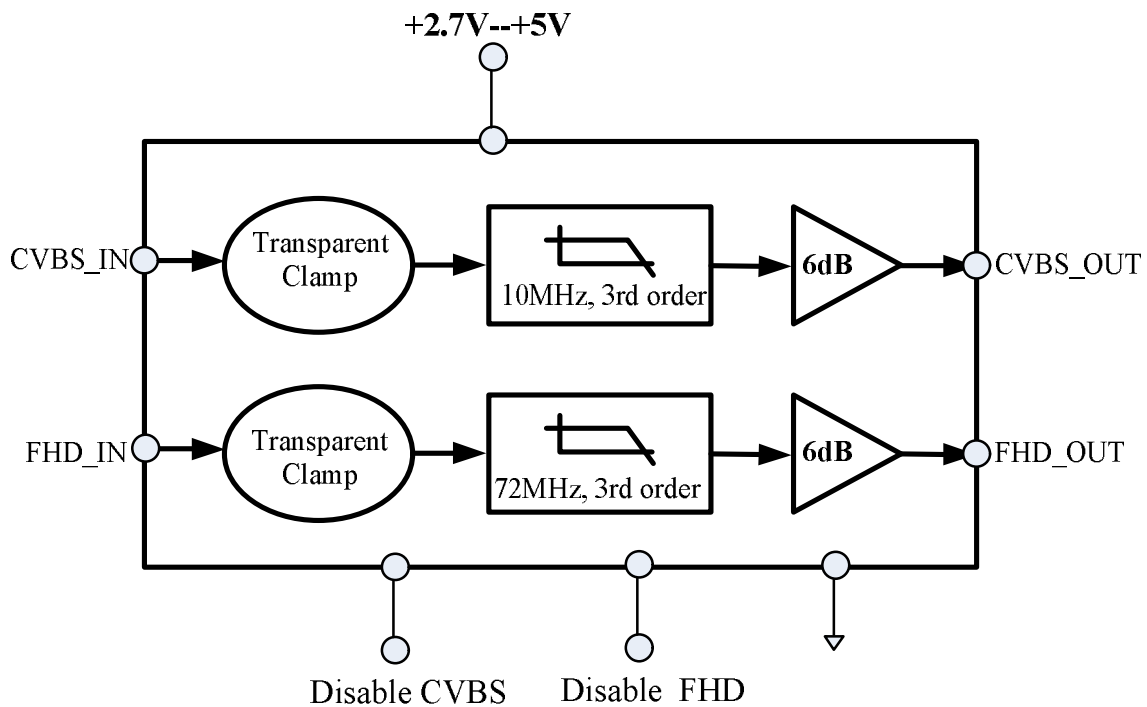 +2.7V--+5V
CVBS_IN
Transparent
Clamp
10MHz, 3rd order
6dB
CVBS_OUT
FHD_IN
Transparent
Clamp
72MHz, 3rd order
6dB
FHD_OUT
Disable CVBS
Disable FHD